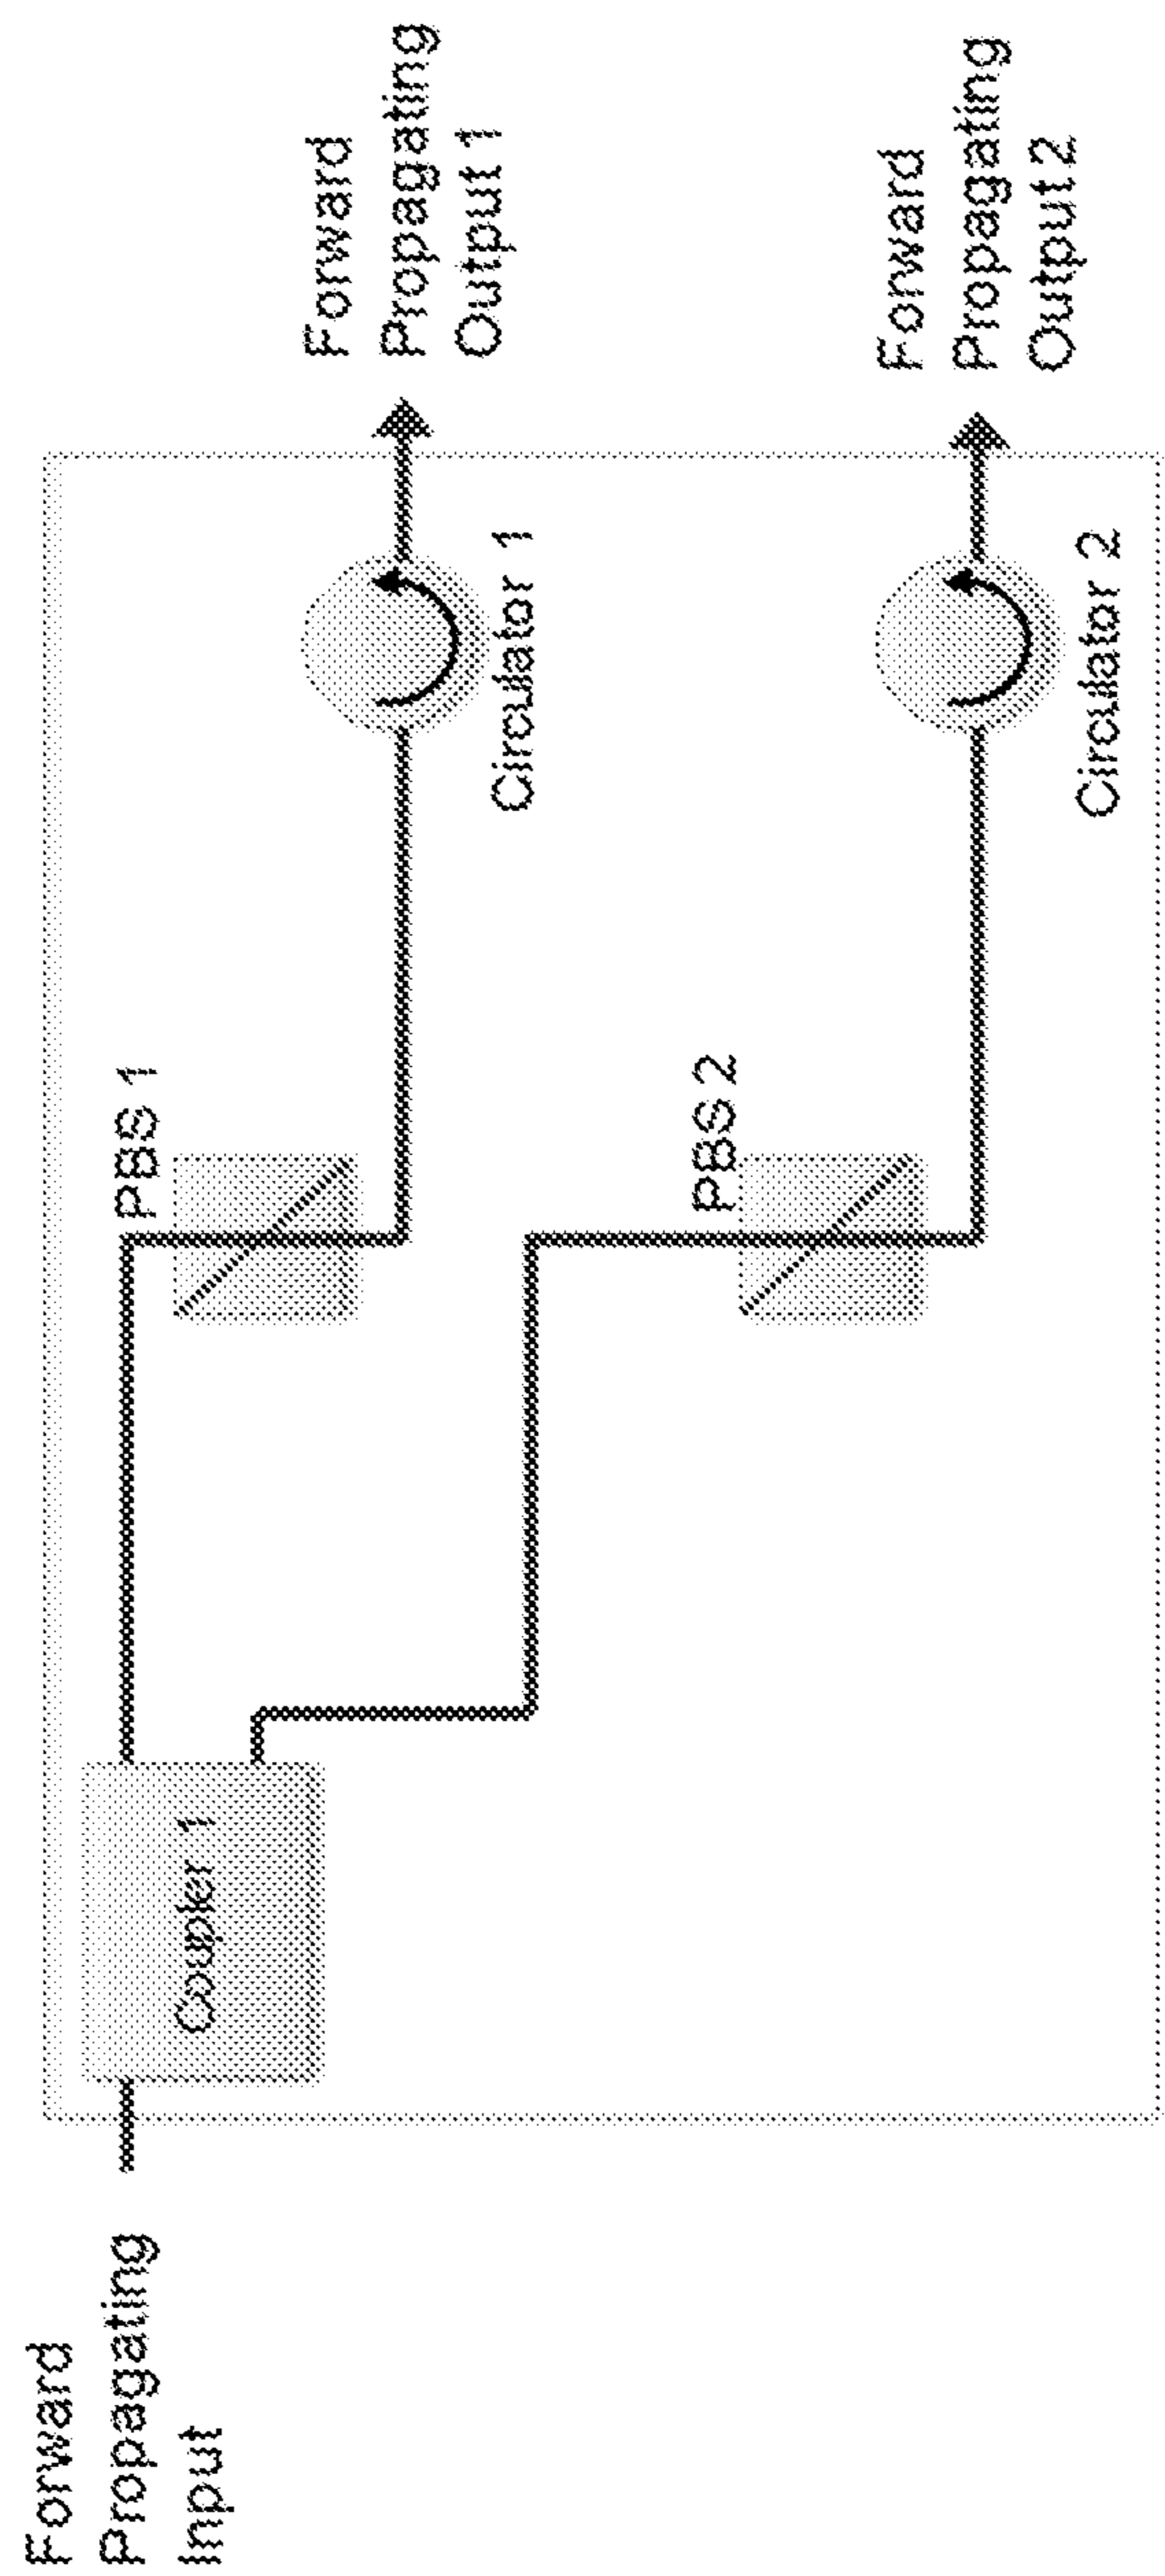 Forward
Propagating
Input
Coupler 1
PBS 1
PBS 2
Circulator 1
Circulator 2
Forward
Propagating
Output 1
Forward
Propagating
Output 2